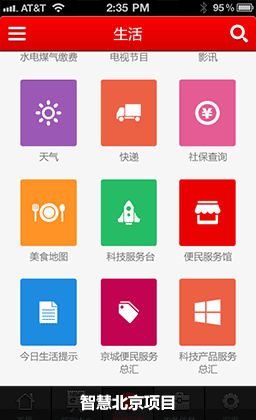 AT&T 2:35 PM 95%
生活
水电煤气缴费 电视节目 影讯
天气 快递 社保查询
美食地图 科技服务台 便民服务馆
今日生活提示 京城便民服务 科技产品服务
总汇 总汇
智慧北京项目